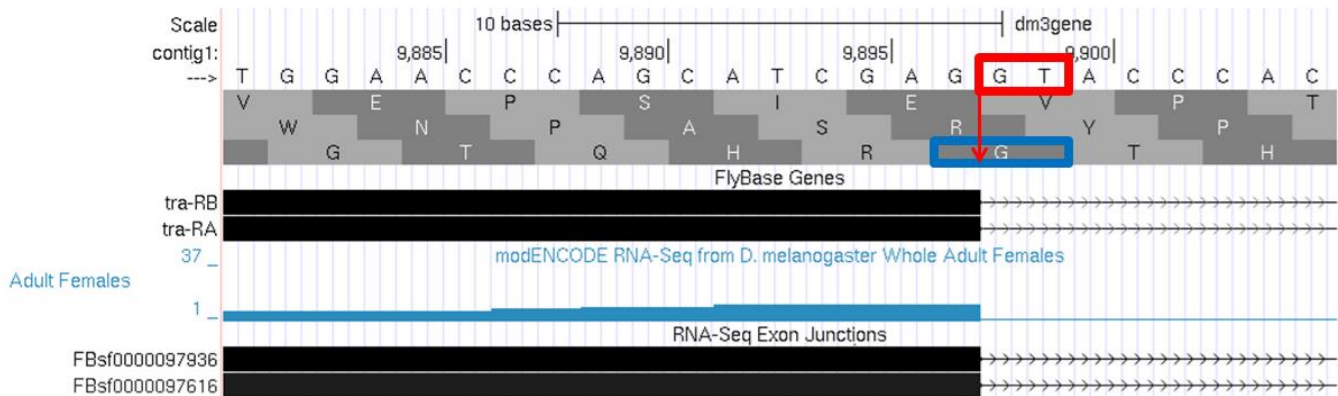 Scale 10 bases dm3gene
contig1: 9,885 9,890 9,895 9,900
---> T G G A A C C C A G C A T C G A G G T A C C C A C
V E P S I E V P T
W N P A S R Y P
G T Q H R G T H
FlyBase Genes
tra-RB
tra-RA
37 _ modENCODE RNA-Seq from D. melanogaster Whole Adult Females
Adult Females
1 _
RNA-Seq Exon Junctions
FBsf0000097936
FBsf0000097616